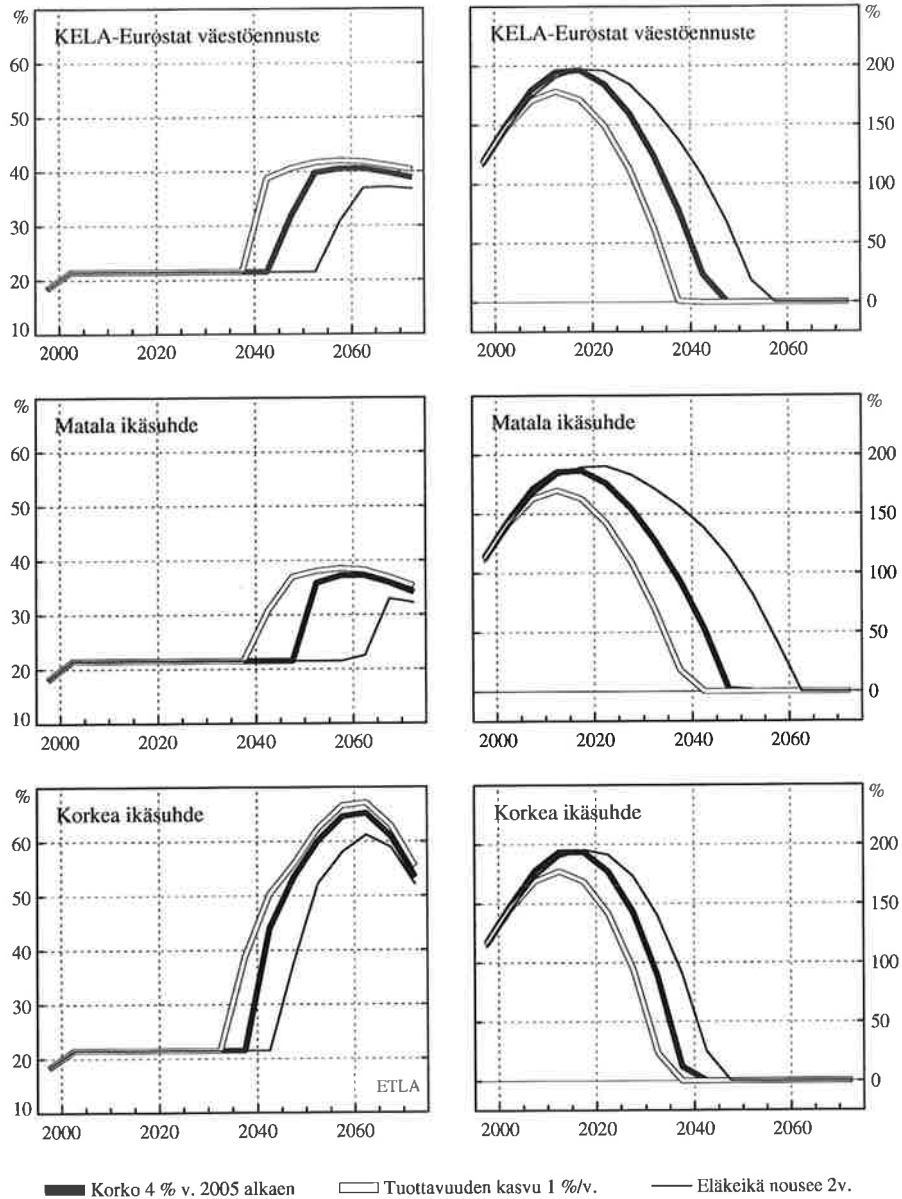 %
KELA-Eurostat väestöennuste
60
50
40
30
20
10
2000 2020 2040 2060
%
KELA-Eurostat väestöennuste
200
150
100
50
0
2000 2020 2040 2060
%
Matala ikäsuhde
60
50
40
30
20
10
2000 2020 2040 2060
%
Matala ikäsuhde
200
150
100
50
0
2000 2020 2040 2060
%
Korkea ikäsuhde
60
50
40
30
20
10
ETLA
2000 2020 2040 2060
%
Korkea ikäsuhde
200
150
100
50
0
2000 2020 2040 2060
Korko 4 % v. 2005 alkaen Tuottavuuden kasvu 1 %/v. Eläkeikä nousee 2v.